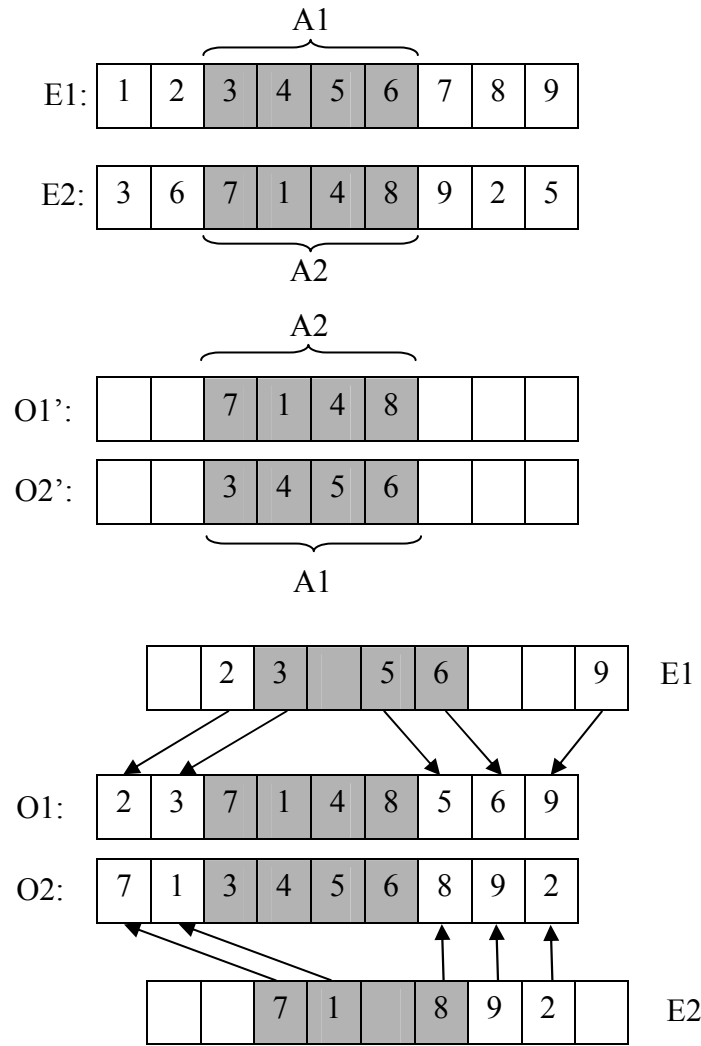 A1
E1: 1 2 3 4 5 6 7 8 9
E2: 3 6 7 1 4 8 9 2 5
A2
A2
O1’: 7 1 4 8
O2’: 3 4 5 6
A1
2 3 5 6 9 E1
O1: 2 3 7 1 4 8 5 6 9
O2: 7 1 3 4 5 6 8 9 2
7 1 8 9 2 E2